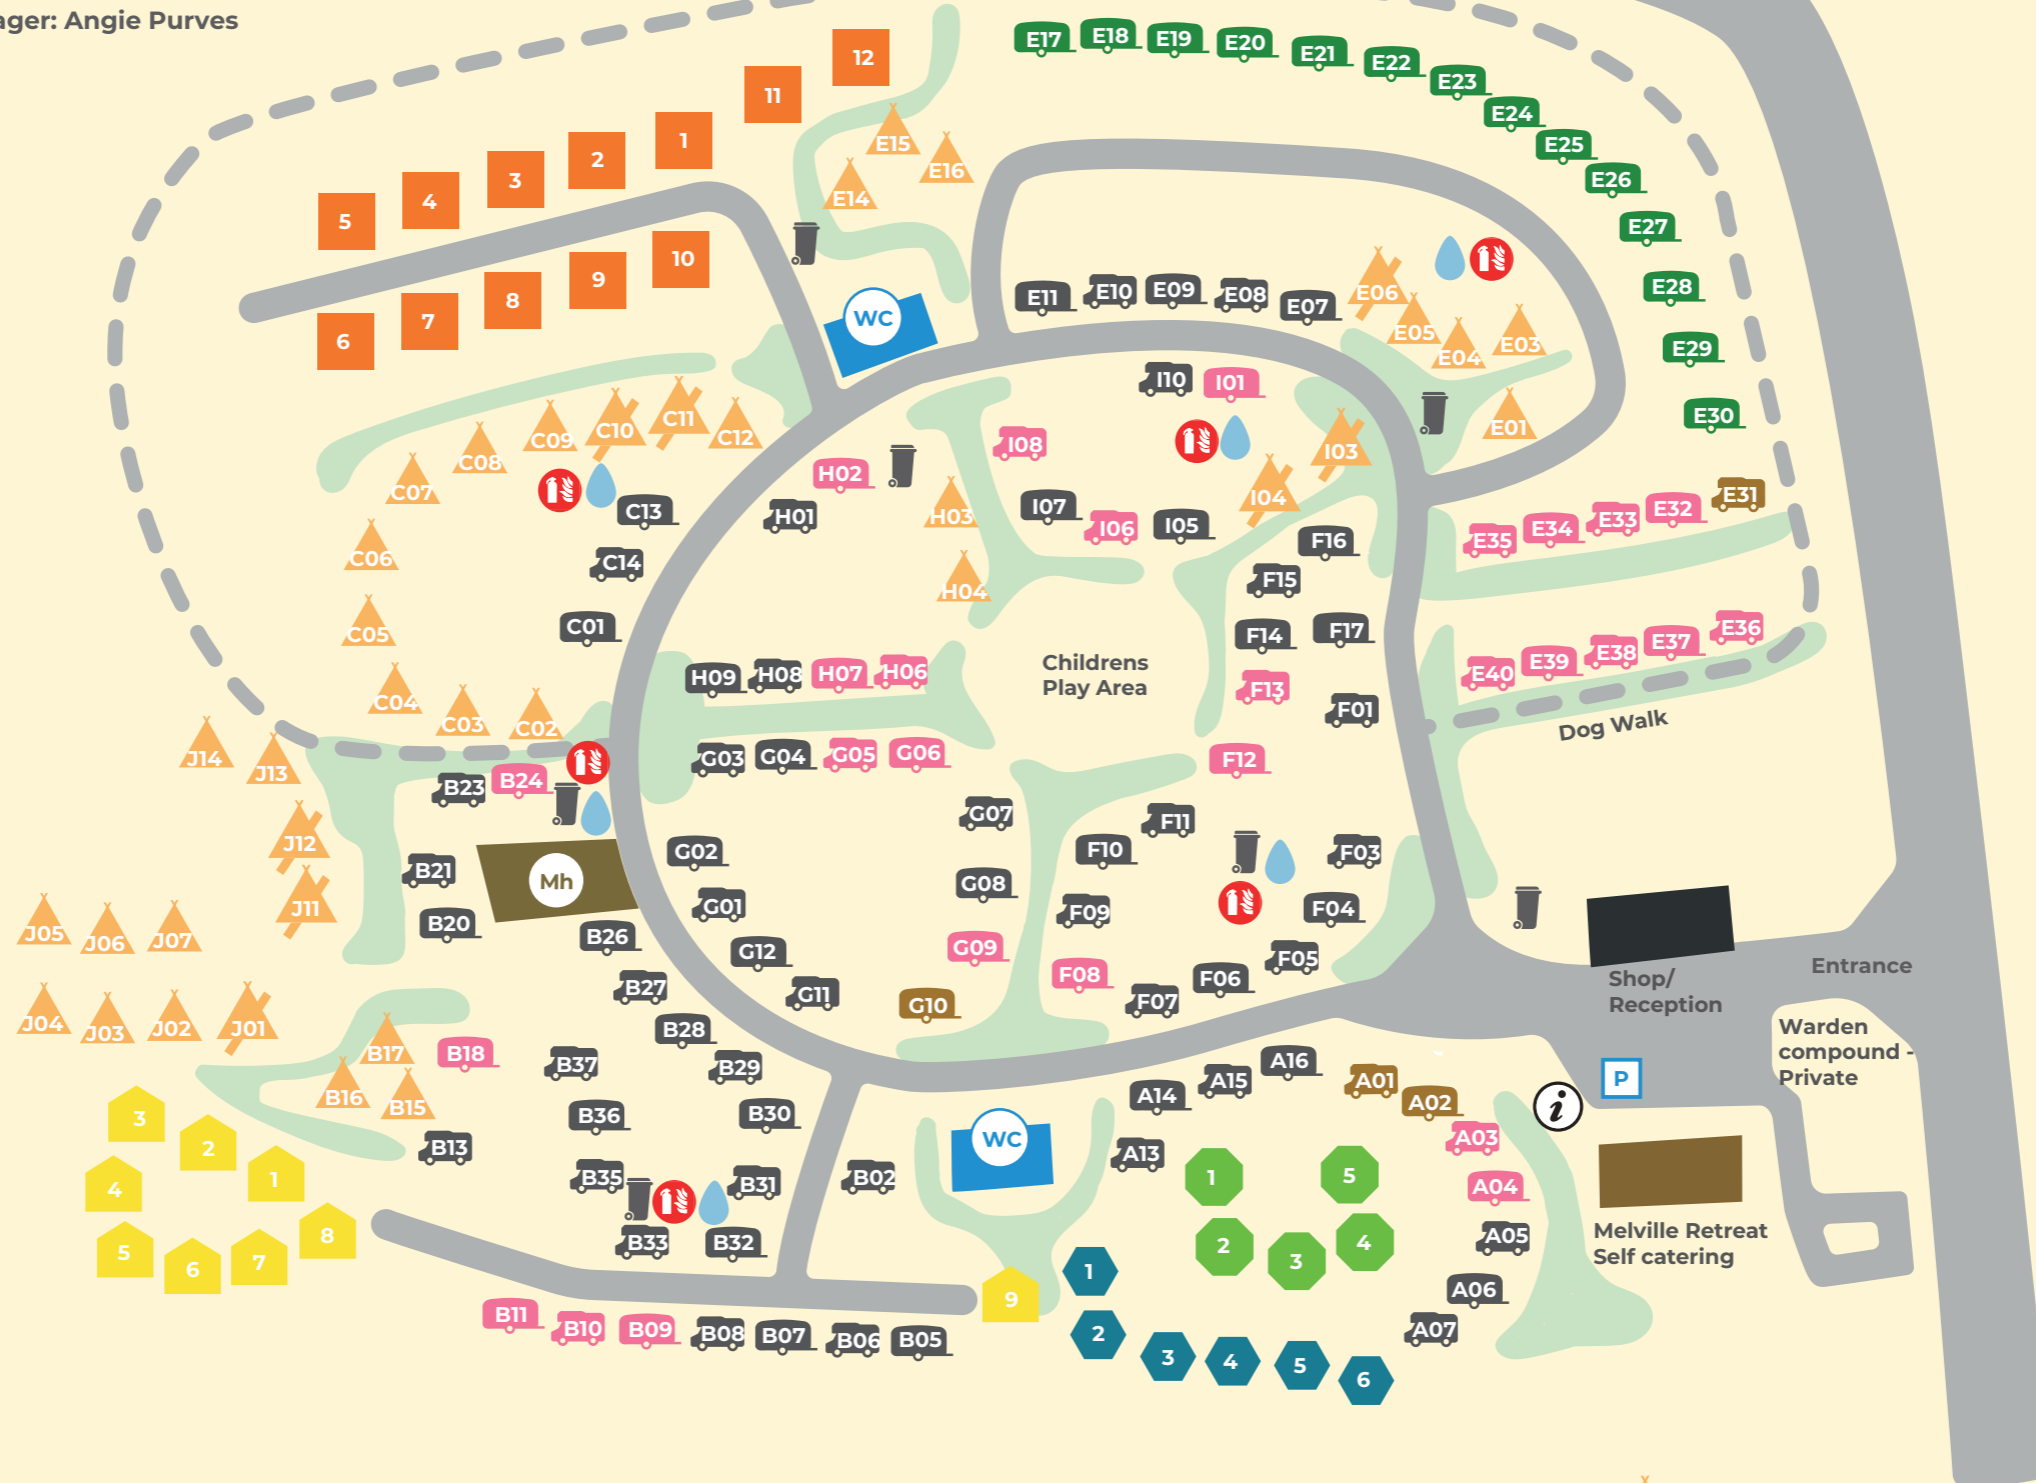 ager: Angie Purves
12
11
1
2
3
4
5
10
9
8
7
6
E17
E18
E19
E20
E21
E22
E23
E24
E25
E26
E27
E28
E29
E30
E31
E32
E33
E34
E35
E36
E37
E38
E39
E40
E15
E16
E14
WC
E11
E10
E09
E08
E07
E06
E05
E04
E03
E01
I10
I01
I03
I04
I08
I07
I06
I05
C12
C11
C10
C09
C08
C07
C06
C05
C04
C03
C02
C13
C14
C01
H02
H01
H03
H04
H09
H08
H07
H06
Childrens
Play Area
F16
F15
F14
F17
F13
F01
F12
F11
F10
F09
F08
F07
F06
F05
F04
F03
Dog Walk
G03
G04
G05
G06
G07
G08
G09
G10
G02
G01
G12
G11
J14
J13
J12
J11
J05
J06
J07
J04
J03
J02
J01
B23
B24
B21
B20
Mh
B26
B27
B28
B29
B30
B31
B32
B33
B35
B36
B37
B17
B18
B16
B15
B13
B02
3
2
1
4
5
6
7
8
9
B11
B10
B09
B08
B07
B06
B05
WC
A16
A15
A14
A13
A01
A02
A03
A04
A05
A06
A07
1
5
2
3
4
1
2
3
4
5
6
Shop/
Reception
Entrance
Warden
compound -
Private
P
i
Melville Retreat
Self catering